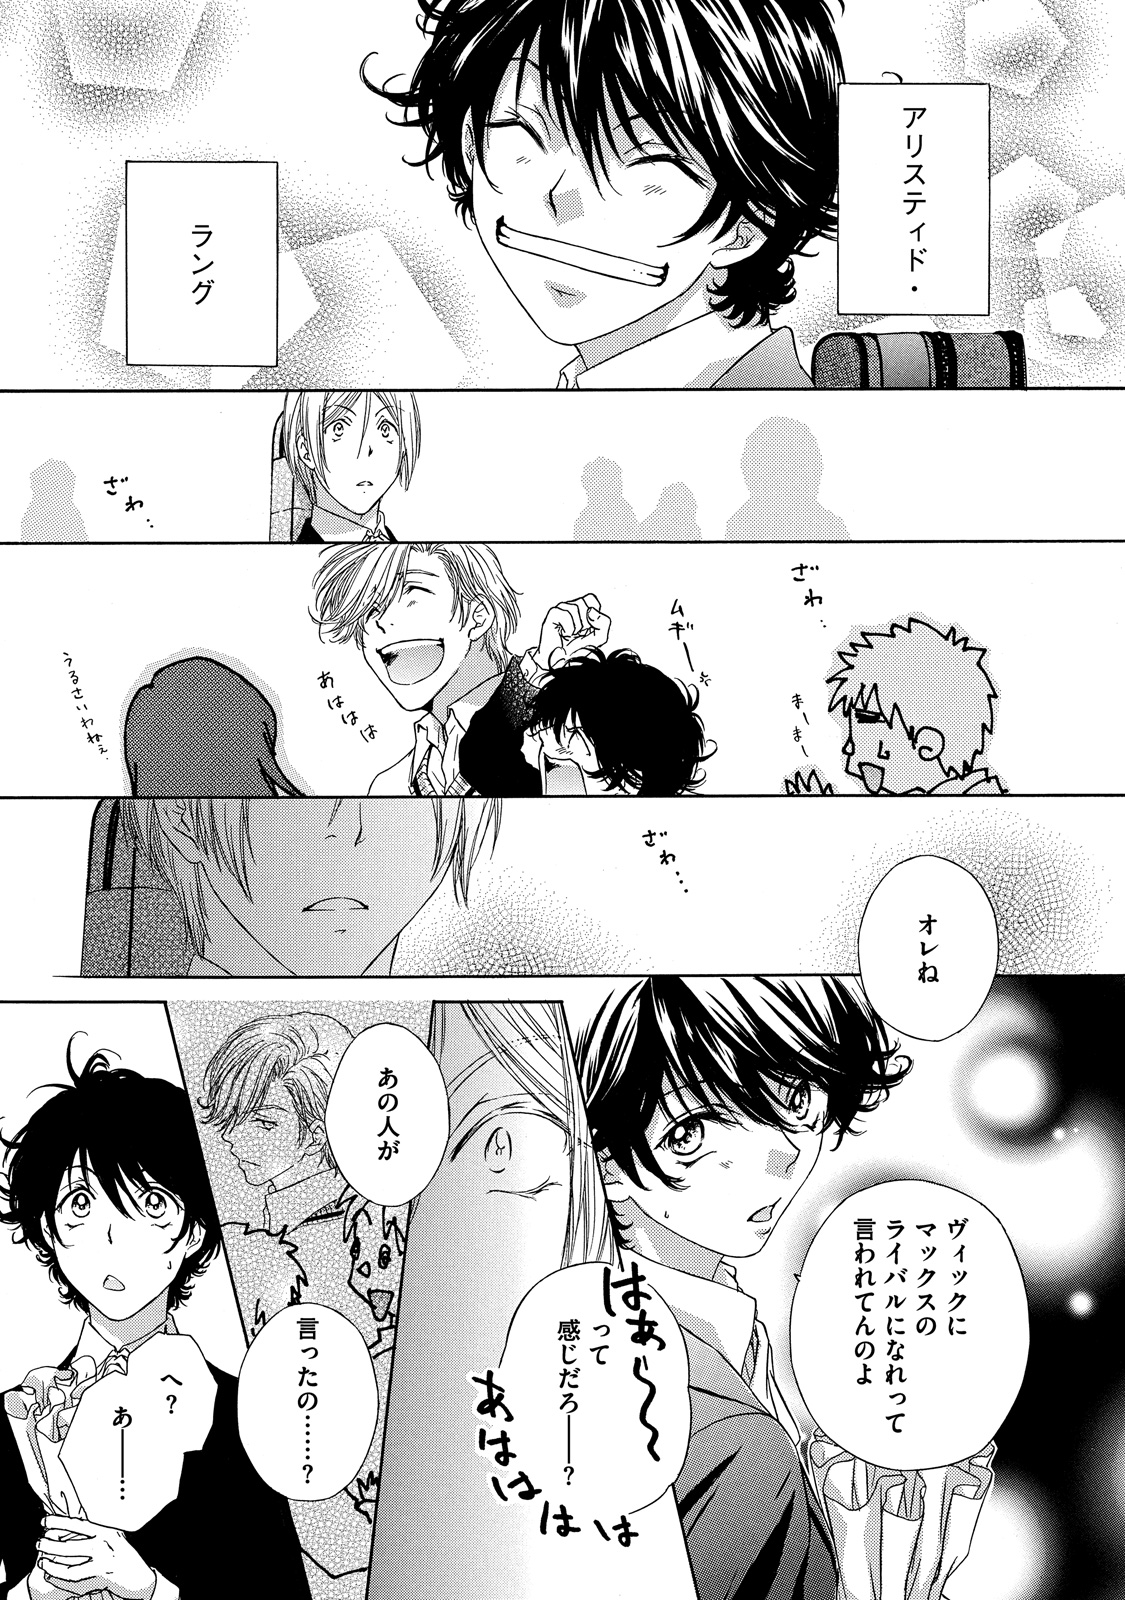 アリスティド・
ラング
ざわ…
ざわ…
まーまー
ムギー
あははは
うるさいわねぇ
ざわ…
オレね
ヴィックに
マックスの
ライバルになれって
言われてんのよ
はぁ〜〜
って
感じだろ――?
あははは は
あの人が
言ったの……?
へ?
あ――…